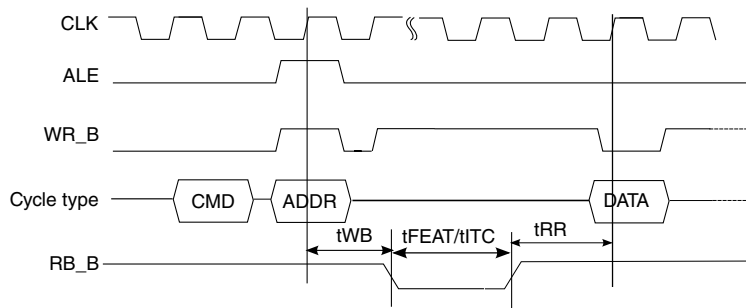 CLK
ALE
WR_B
Cycle type CMD ADDR DATA
tWB tFEAT/tITC tRR
RB_B